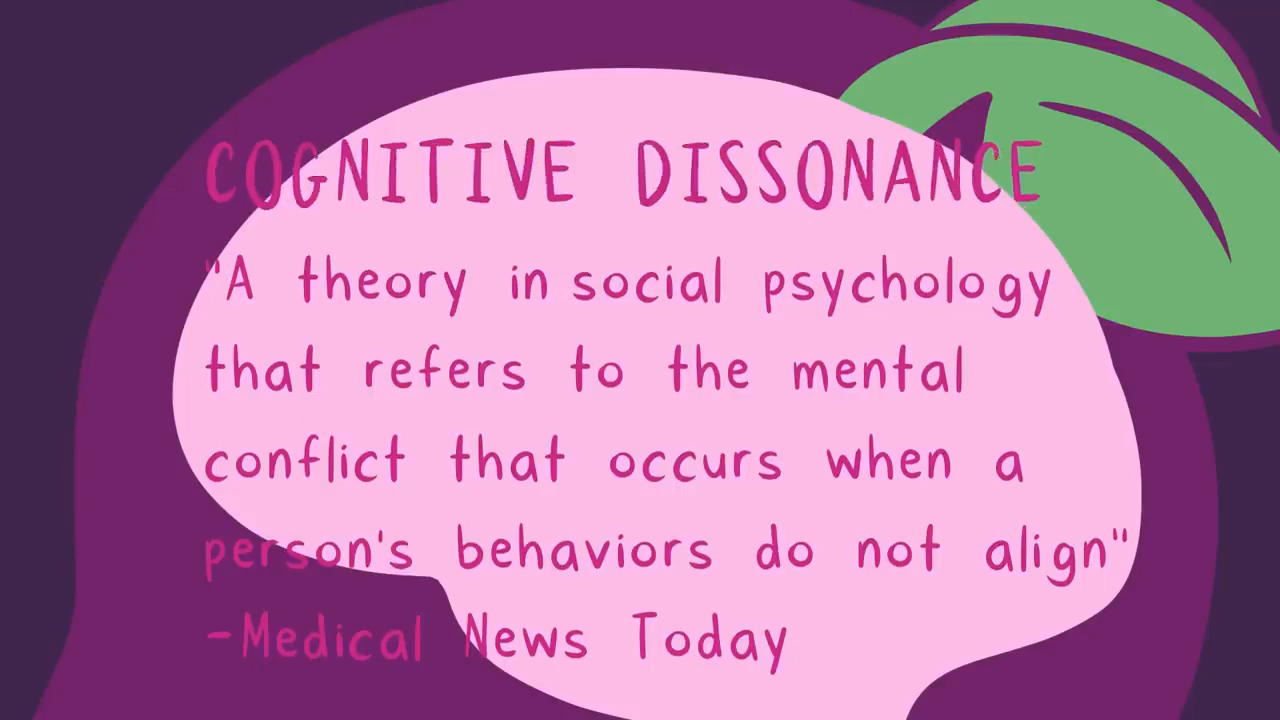 COGNITIVE DISSONANCE
"A theory in social psychology
that refers to the mental
conflict that occurs when a
person's behaviors do not align"
-Medical News Today